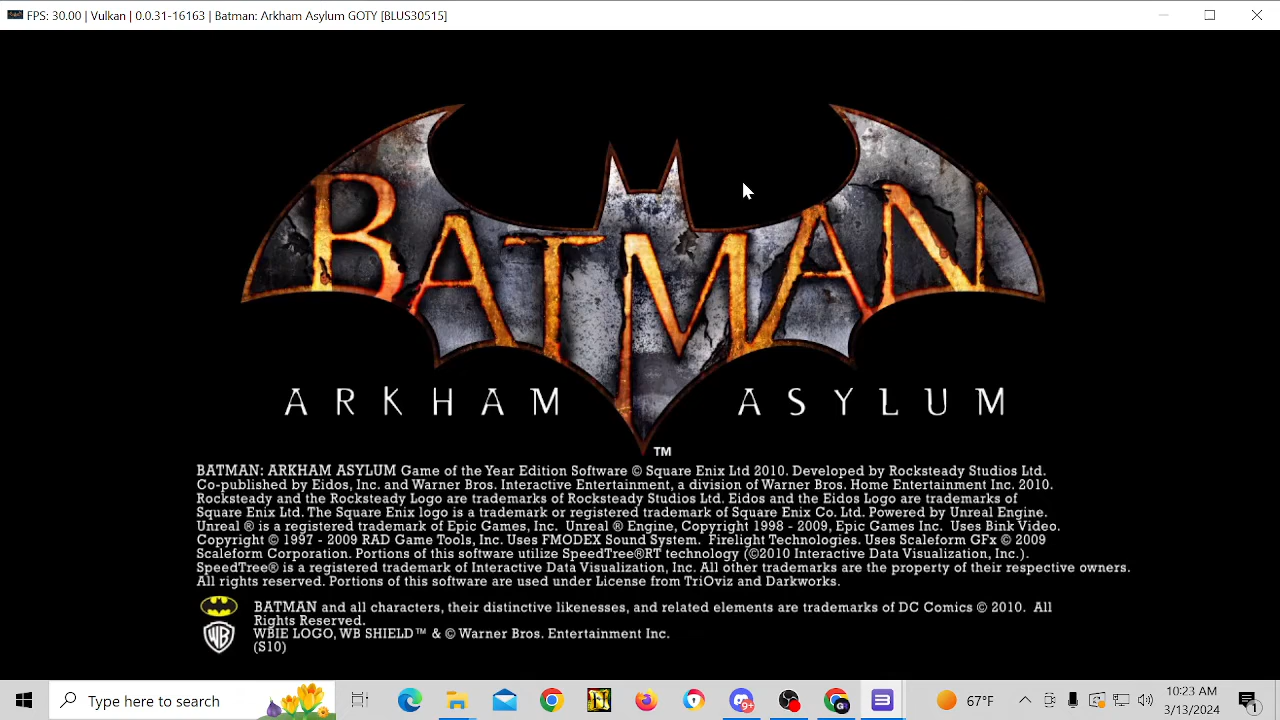 FPS: 30.00 | Vulkan | 0.0.31-16163 | Batman: Arkham Asylum GOTY [BLUS30515]
BATMAN
ARKHAM ASYLUM
TM
BATMAN: ARKHAM ASYLUM Game of the Year Edition Software © Square Enix Ltd 2010. Developed by Rocksteady Studios Ltd.
Co-published by Eidos, Inc. and Warner Bros. Interactive Entertainment, a division of Warner Bros. Home Entertainment Inc. 2010.
Rocksteady and the Rocksteady Logo are trademarks of Rocksteady Studios Ltd. Eidos and the Eidos Logo are trademarks of
Square Enix Ltd. The Square Enix logo is a trademark or registered trademark of Square Enix Co. Ltd. Powered by Unreal Engine.
Unreal ® is a registered trademark of Epic Games, Inc. Unreal ® Engine, Copyright 1998 - 2009, Epic Games Inc. Uses Bink Video.
Copyright © 1997 - 2009 RAD Game Tools, Inc. Uses FMODEX Sound System. Firelight Technologies. Uses Scaleform GFx © 2009
Scaleform Corporation. Portions of this software utilize SpeedTree®RT technology (©2010 Interactive Data Visualization, Inc.).
SpeedTree® is a registered trademark of Interactive Data Visualization, Inc. All other trademarks are the property of their respective owners.
All rights reserved. Portions of this software are used under License from TriOviz and Darkworks.
BATMAN and all characters, their distinctive likenesses, and related elements are trademarks of DC Comics © 2010. All
Rights Reserved.
WBIE LOGO, WB SHIELD™ & © Warner Bros. Entertainment Inc.
(S10)
Type here to search
9+
67°F
10:23 AM
3/13/2024
1